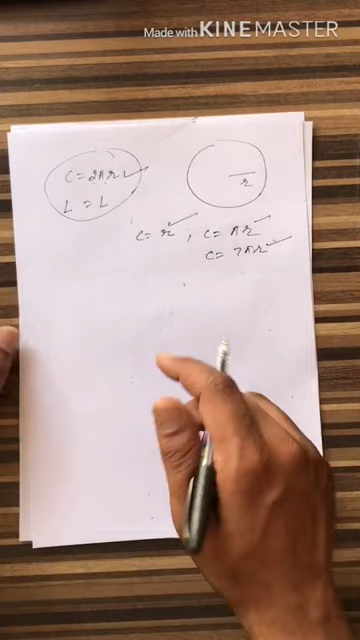 Made with KINEMASTER
C = 2πr
L = L
r
C = r ; C = πr
C = 7πr